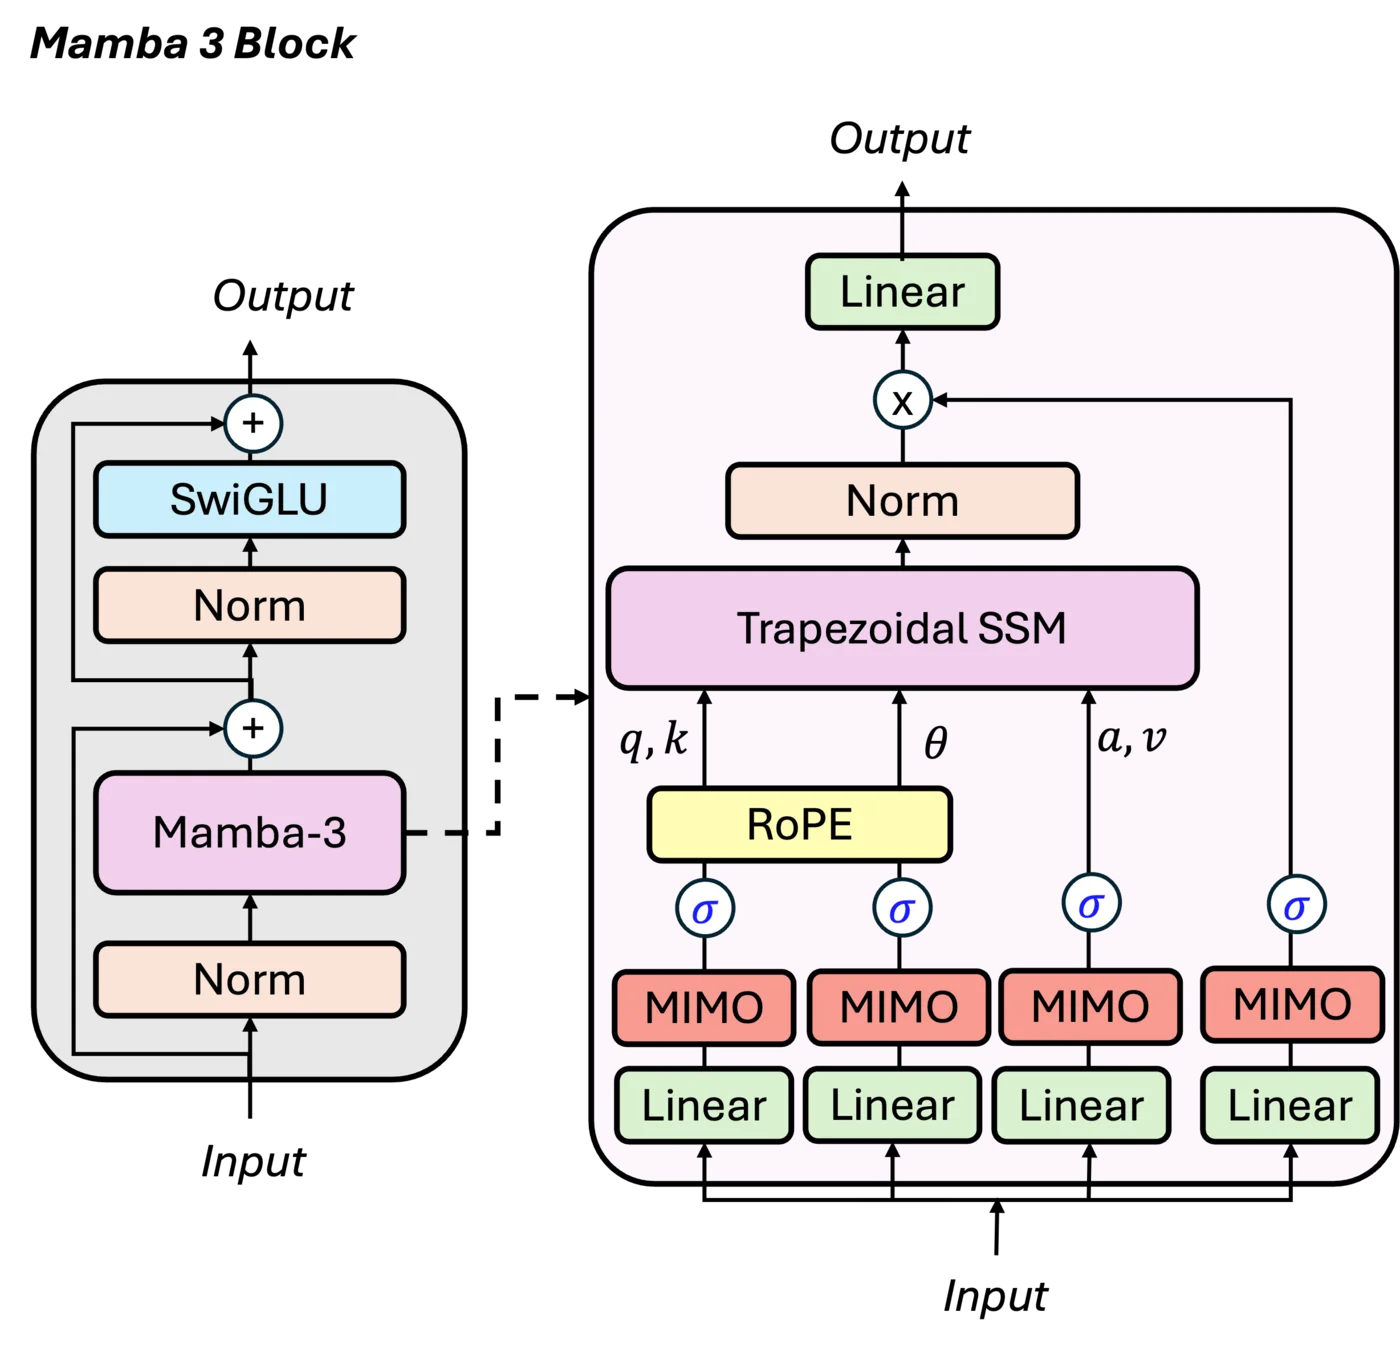 Mamba 3 Block
Output
+
SwiGLU
Norm
+
Mamba-3
Norm
Input
Output
Linear
x
Norm
Trapezoidal SSM
q, k
θ
a, v
RoPE
σ σ σ σ
MIMO MIMO MIMO MIMO
Linear Linear Linear Linear
Input